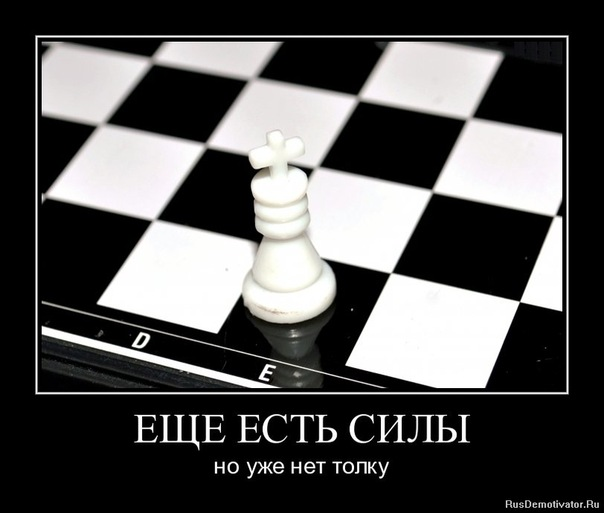 D
E
ЕЩЕ ЕСТЬ СИЛЫ
но уже нет толку
RusDemotivator.Ru